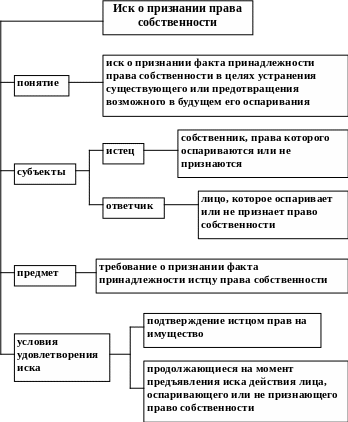 Иск о признании права
собственности
понятие
иск о признании факта принадлежности
права собственности в целях устранения
существующего или предотвращения
возможного в будущем его оспаривания
субъекты
истец
собственник, права которого
оспариваются или не
признаются
ответчик
лицо, которое оспаривает
или не признает право
собственности
предмет
требование о признании факта
принадлежности истцу права собственности
условия
удовлетворения
иска
подтверждение истцом прав на
имущество
продолжающиеся на момент
предъявления иска действия лица,
оспаривающего или не признающего
право собственности